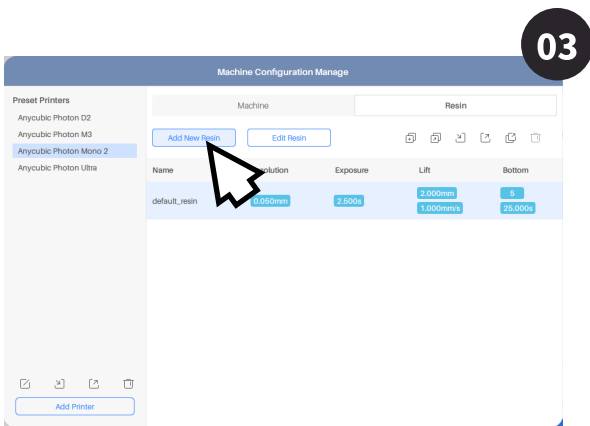 03
Machine Configuration Manage
Preset Printers
Anycubic Photon D2
Anycubic Photon M3
Anycubic Photon Mono 2
Anycubic Photon Ultra
Add Printer
Machine
Resin
Add New Resin
Edit Resin
Name
Exposure
Lift
Bottom
default_resin
0.050mm
2.500s
2.000mm
5
1.000mm/s
25.000s